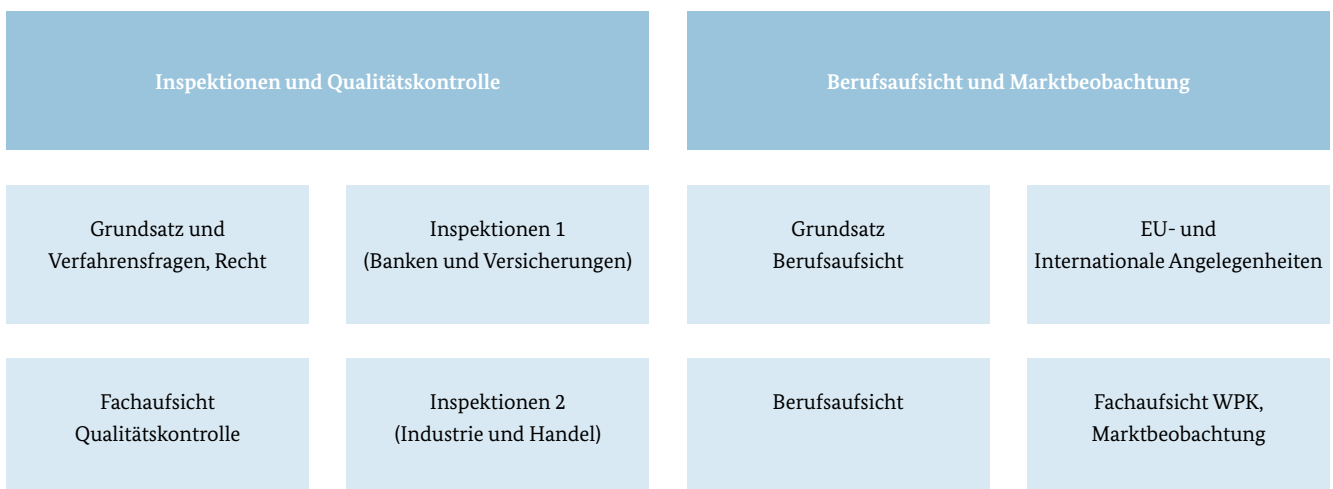 Inspektionen und Qualitätskontrolle
Berufsaufsicht und Marktbeobachtung
Grundsatz und
Verfahrensfragen, Recht
Inspektionen 1
(Banken und Versicherungen)
Grundsatz
Berufsaufsicht
EU- und
Internationale Angelegenheiten
Fachaufsicht
Qualitätskontrolle
Inspektionen 2
(Industrie und Handel)
Berufsaufsicht
Fachaufsicht WPK,
Marktbeobachtung